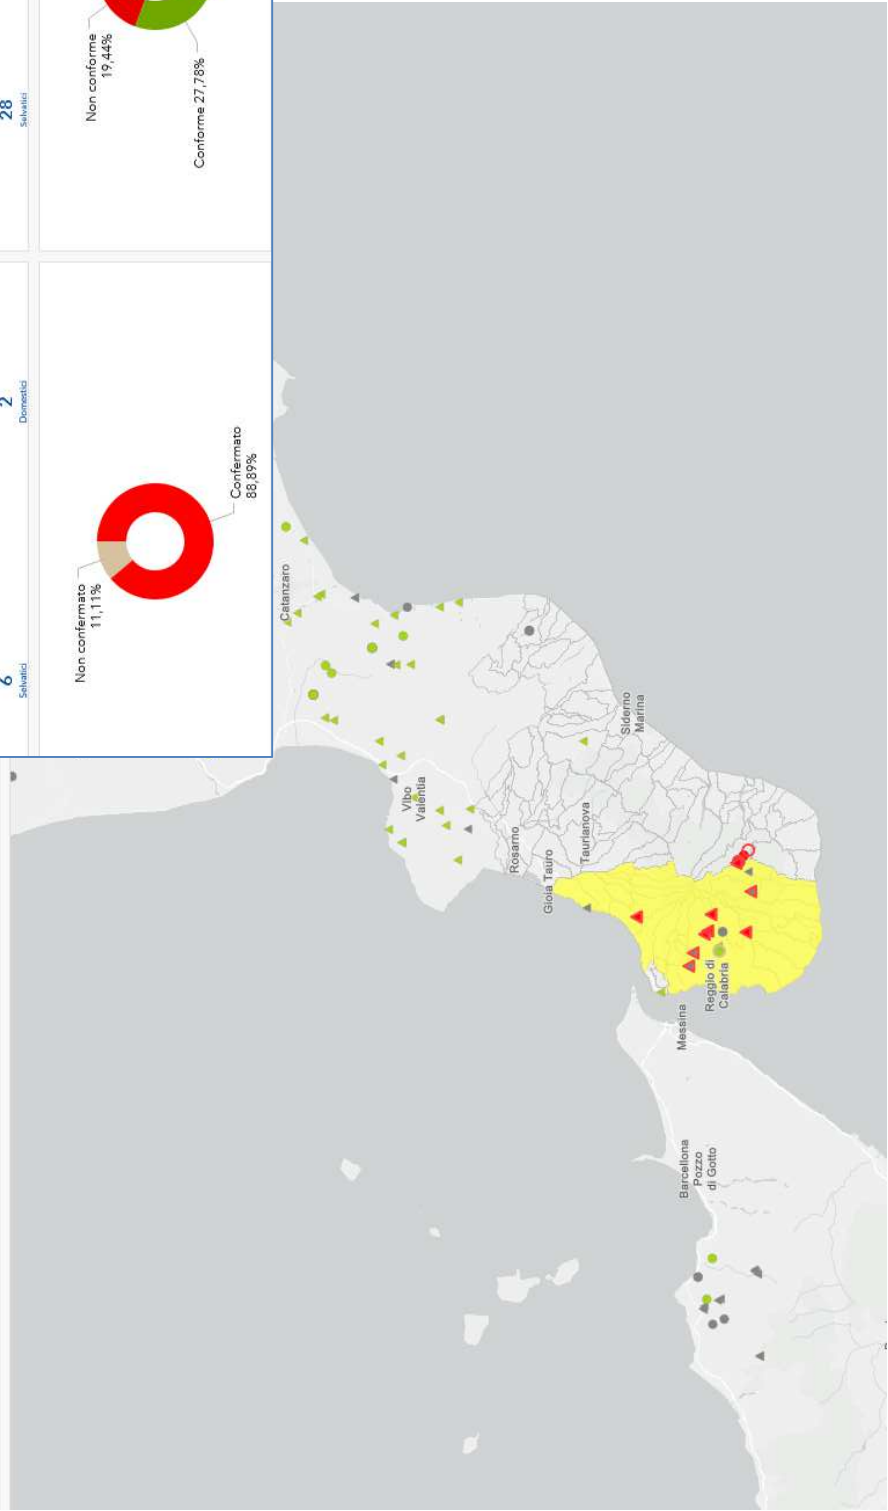 6
Selvatici
2
Domestici
28
Selvatici
Non confermato
11,11%
Confermato
88,89%
Non conforme
19,44%
Conforme 27,78%
Catanzaro
Vibo
Valentia
Rosarno
Gioia Tauro
Taurianova
Siderno
Marina
Messina
Reggio di
Calabria
Barcellona
Pozzo
di Gotto